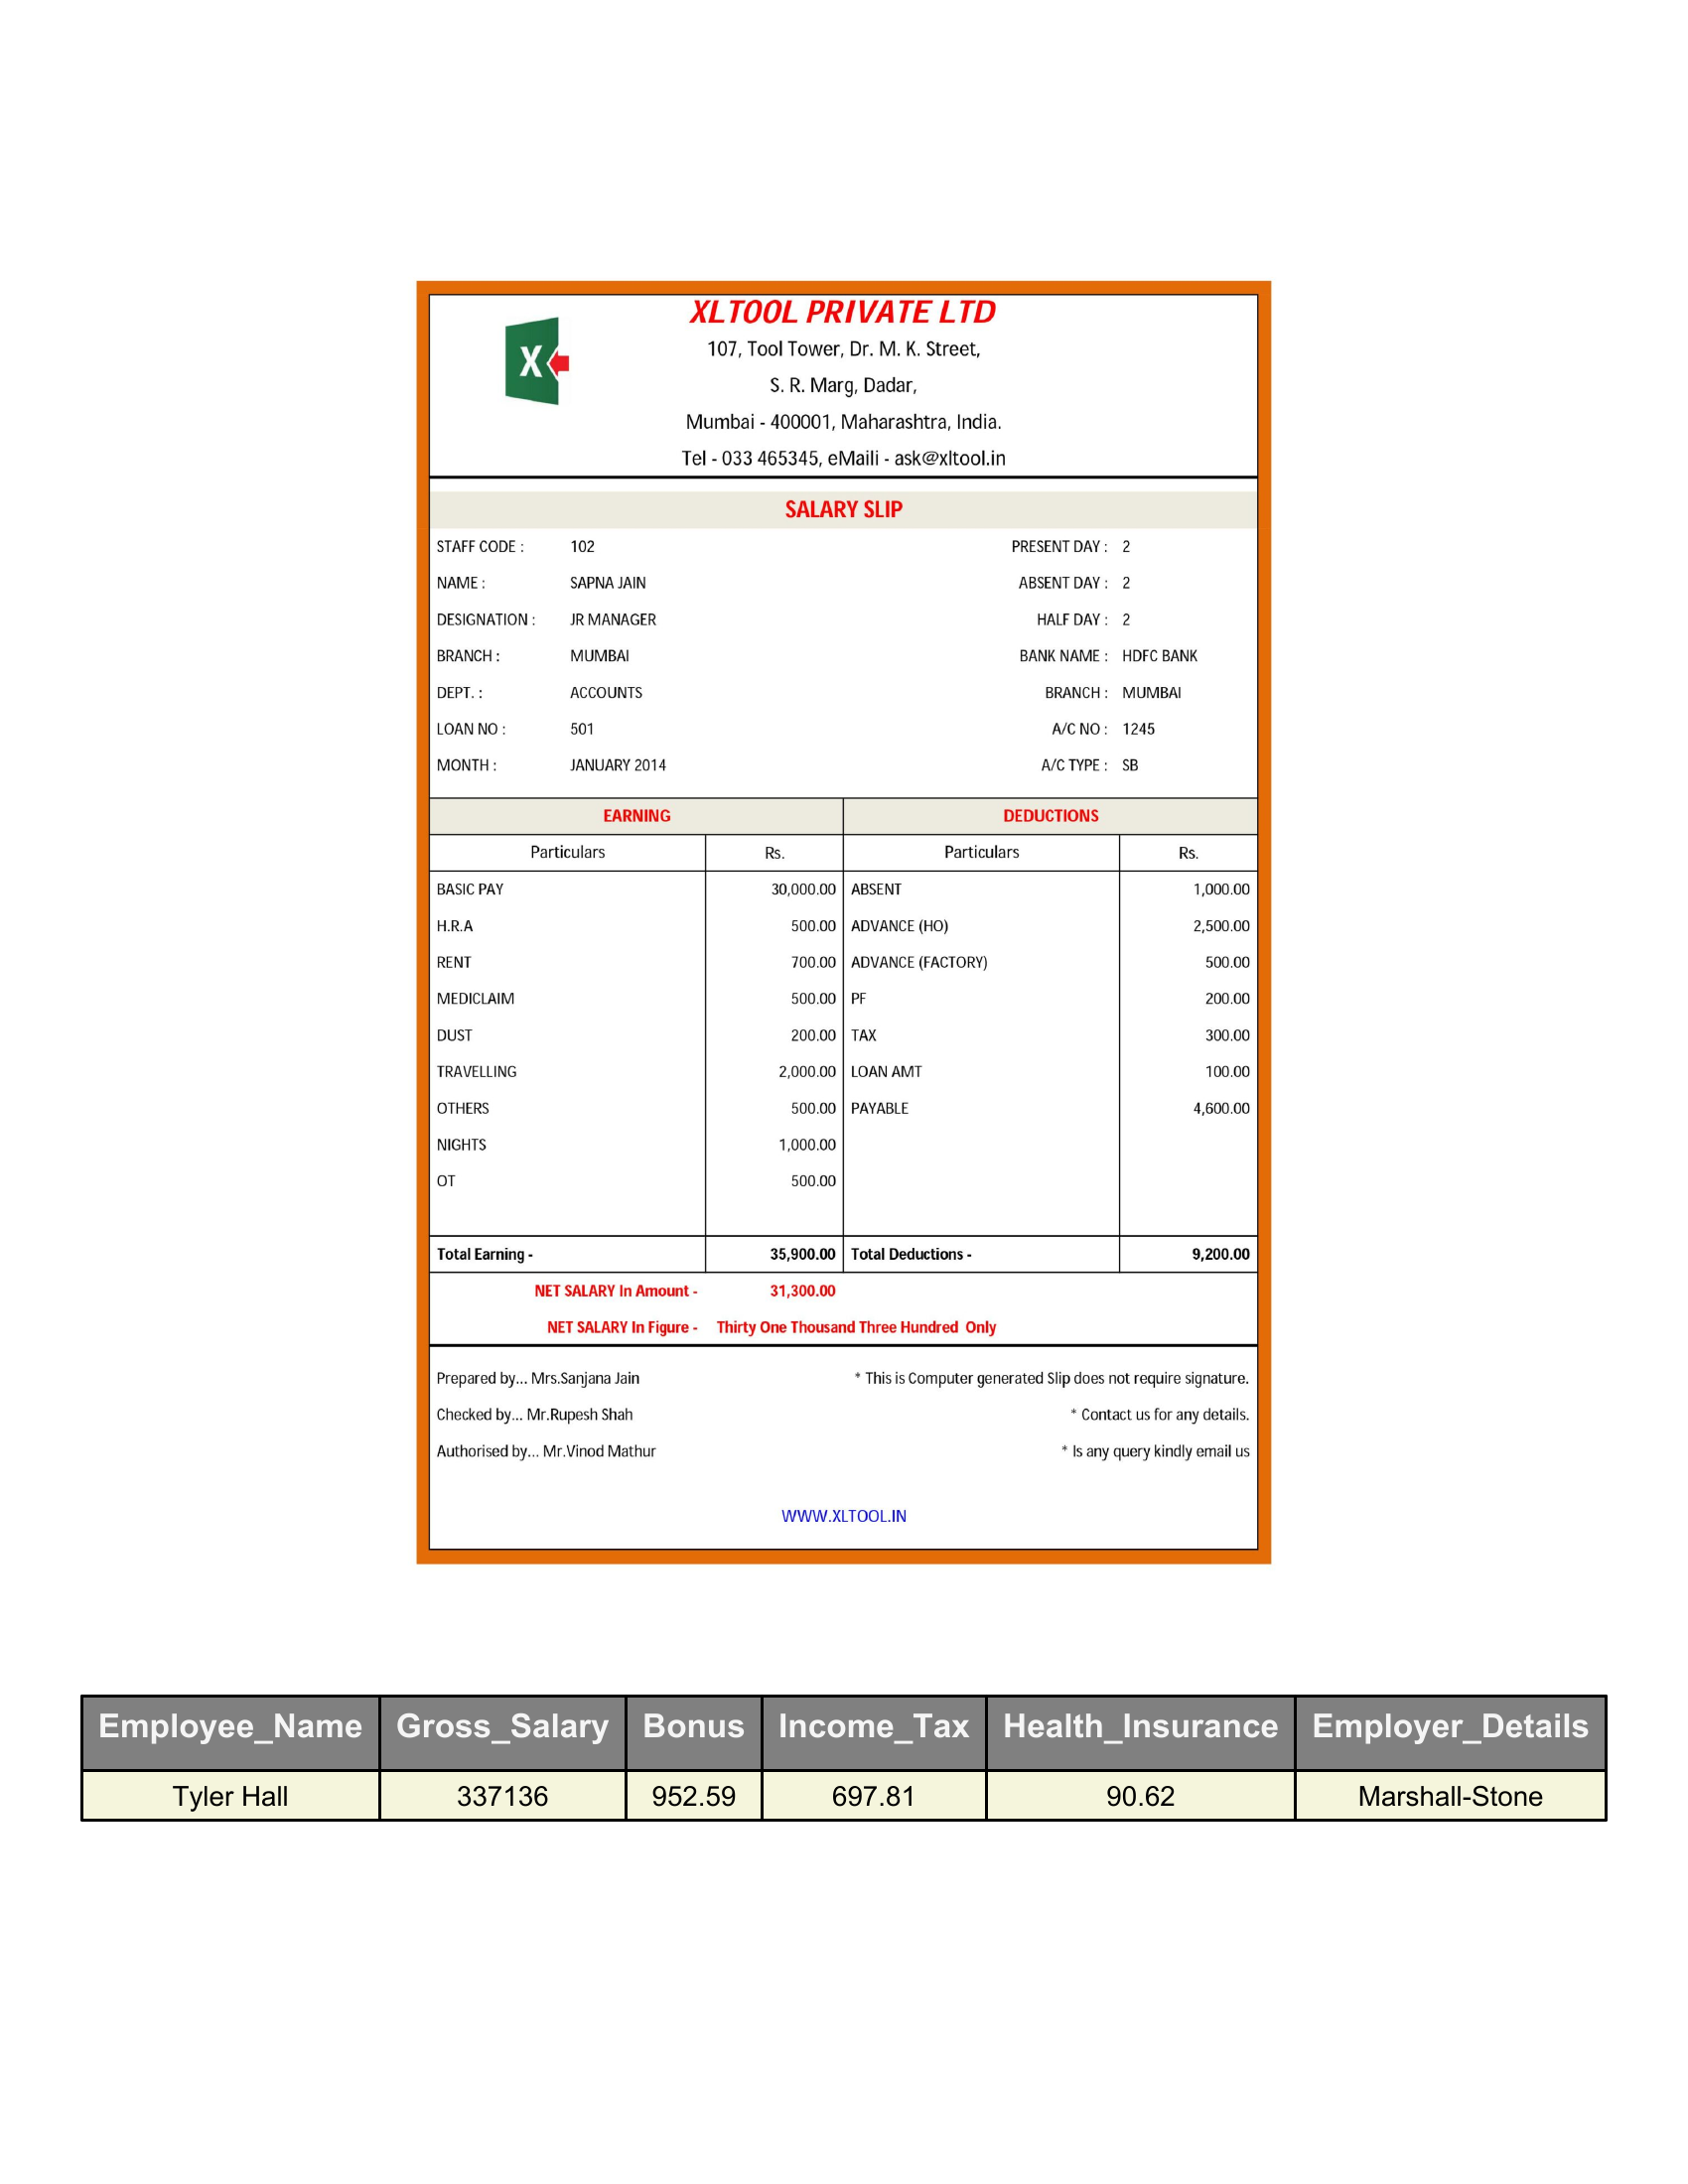 XLTOOL PRIVATE LTD
107, Tool Tower, Dr. M. K. Street,
S. R. Marg, Dadar,
Mumbai - 400001, Maharashtra, India.
Tel - 033 465345, eMaili - ask@xltool.in
X
SALARY SLIP
STAFF CODE : 102 PRESENT DAY : 2
NAME : SAPNA JAIN ABSENT DAY : 2
DESIGNATION : JR MANAGER HALF DAY : 2
BRANCH : MUMBAI BANK NAME : HDFC BANK
DEPT. : ACCOUNTS BRANCH : MUMBAI
LOAN NO : 501 A/C NO : 1245
MONTH : JANUARY 2014 A/C TYPE : SB
EARNING DEDUCTIONS
Particulars Rs. Particulars Rs.
BASIC PAY 30,000.00 ABSENT 1,000.00
H.R.A 500.00 ADVANCE (HO) 2,500.00
RENT 700.00 ADVANCE (FACTORY) 500.00
MEDICLAIM 500.00 PF 200.00
DUST 200.00 TAX 300.00
TRAVELLING 2,000.00 LOAN AMT 100.00
OTHERS 500.00 PAYABLE 4,600.00
NIGHTS 1,000.00
OT 500.00
Total Earning - 35,900.00 Total Deductions - 9,200.00
NET SALARY In Amount - 31,300.00
NET SALARY In Figure - Thirty One Thousand Three Hundred Only
Prepared by... Mrs.Sanjana Jain * This is Computer generated Slip does not require signature.
Checked by... Mr.Rupesh Shah * Contact us for any details.
Authorised by... Mr.Vinod Mathur * Is any query kindly email us
WWW.XLTOOL.IN
Employee_Name Gross_Salary Bonus Income_Tax Health_Insurance Employer_Details
Tyler Hall 337136 952.59 697.81 90.62 Marshall-Stone